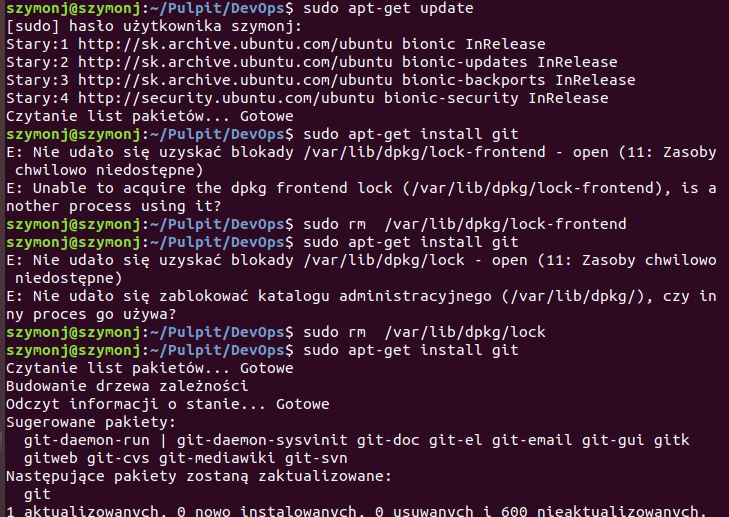 szymonj@szymonj:~/Pulpit/DevOps$ sudo apt-get update
[sudo] hasło użytkownika szymonj:
Stary:1 http://sk.archive.ubuntu.com/ubuntu bionic InRelease
Stary:2 http://sk.archive.ubuntu.com/ubuntu bionic-updates InRelease
Stary:3 http://sk.archive.ubuntu.com/ubuntu bionic-backports InRelease
Stary:4 http://security.ubuntu.com/ubuntu bionic-security InRelease
Czytanie list pakietów... Gotowe
szymonj@szymonj:~/Pulpit/DevOps$ sudo apt-get install git
E: Nie udało się uzyskać blokady /var/lib/dpkg/lock-frontend - open (11: Zasoby
 chwilowo niedostępne)
E: Unable to acquire the dpkg frontend lock (/var/lib/dpkg/lock-frontend), is a
nother process using it?
szymonj@szymonj:~/Pulpit/DevOps$ sudo rm  /var/lib/dpkg/lock-frontend
szymonj@szymonj:~/Pulpit/DevOps$ sudo apt-get install git
E: Nie udało się uzyskać blokady /var/lib/dpkg/lock - open (11: Zasoby chwilowo
 niedostępne)
E: Nie udało się zablokować katalogu administracyjnego (/var/lib/dpkg/), czy in
ny proces go używa?
szymonj@szymonj:~/Pulpit/DevOps$ sudo rm  /var/lib/dpkg/lock
szymonj@szymonj:~/Pulpit/DevOps$ sudo apt-get install git
Czytanie list pakietów... Gotowe
Budowanie drzewa zależności
Odczyt informacji o stanie... Gotowe
Sugerowane pakiety:
  git-daemon-run | git-daemon-sysvinit git-doc git-el git-email git-gui gitk
  gitweb git-cvs git-mediawiki git-svn
Następujące pakiety zostaną zaktualizowane:
  git
1 aktualizowanych, 0 nowo instalowanych, 0 usuwanych i 600 nieaktualizowanych.